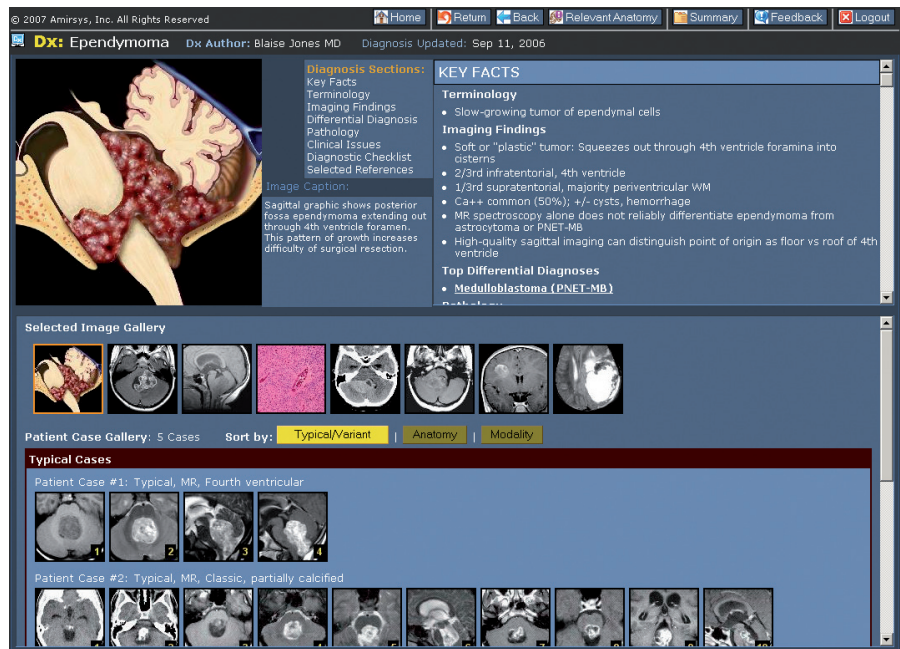 © 2007 Amirsys, Inc. All Rights Reserved
Home Return Back Relevant Anatomy Summary Feedback Logout
Dx: Ependymoma Dx Author: Blaise Jones MD Diagnosis Updated: Sep 11, 2006
Diagnosis Sections:
Key Facts
Terminology
Imaging Findings
Differential Diagnosis
Pathology
Clinical Issues
Diagnostic Checklist
Selected References
Image Caption:
Sagittal graphic shows posterior
fossa ependymoma extending out
through 4th ventricle foramen.
This pattern of growth increases
difficulty of surgical resection.
KEY FACTS
Terminology
• Slow-growing tumor of ependymal cells
Imaging Findings
• Soft or "plastic" tumor: Squeezes out through 4th ventricle foramina into
cisterns
• 2/3rd infratentorial, 4th ventricle
• 1/3rd supratentorial, majority periventricular WM
• Ca++ common (50%); +/- cysts, hemorrhage
• MR spectroscopy alone does not reliably differentiate ependymoma from
astrocytoma or PNET-MB
• High-quality sagittal imaging can distinguish point of origin as floor vs roof of 4th
ventricle
Top Differential Diagnoses
• Medulloblastoma (PNET-MB)
Selected Image Gallery
Patient Case Gallery: 5 Cases Sort by: Typical/Variant | Anatomy | Modality
Typical Cases
Patient Case #1: Typical, MR, Fourth ventricular
1 2 3 4
Patient Case #2: Typical, MR, Classic, partially calcified